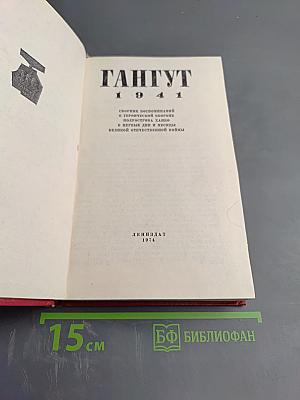 ГАНГУТ
1941
СБОРНИК ВОСПОМИНАНИЙ
О ГЕРОИЧЕСКОЙ ОБОРОНЕ
ПОЛУОСТРОВА ХАНКО
В ПЕРВЫЕ ДНИ И МЕСЯЦЫ
ВЕЛИКОЙ ОТЕЧЕСТВЕННОЙ ВОЙНЫ
ЛЕНИЗДАТ
1974
15 см
БФ БИБЛИОФАН